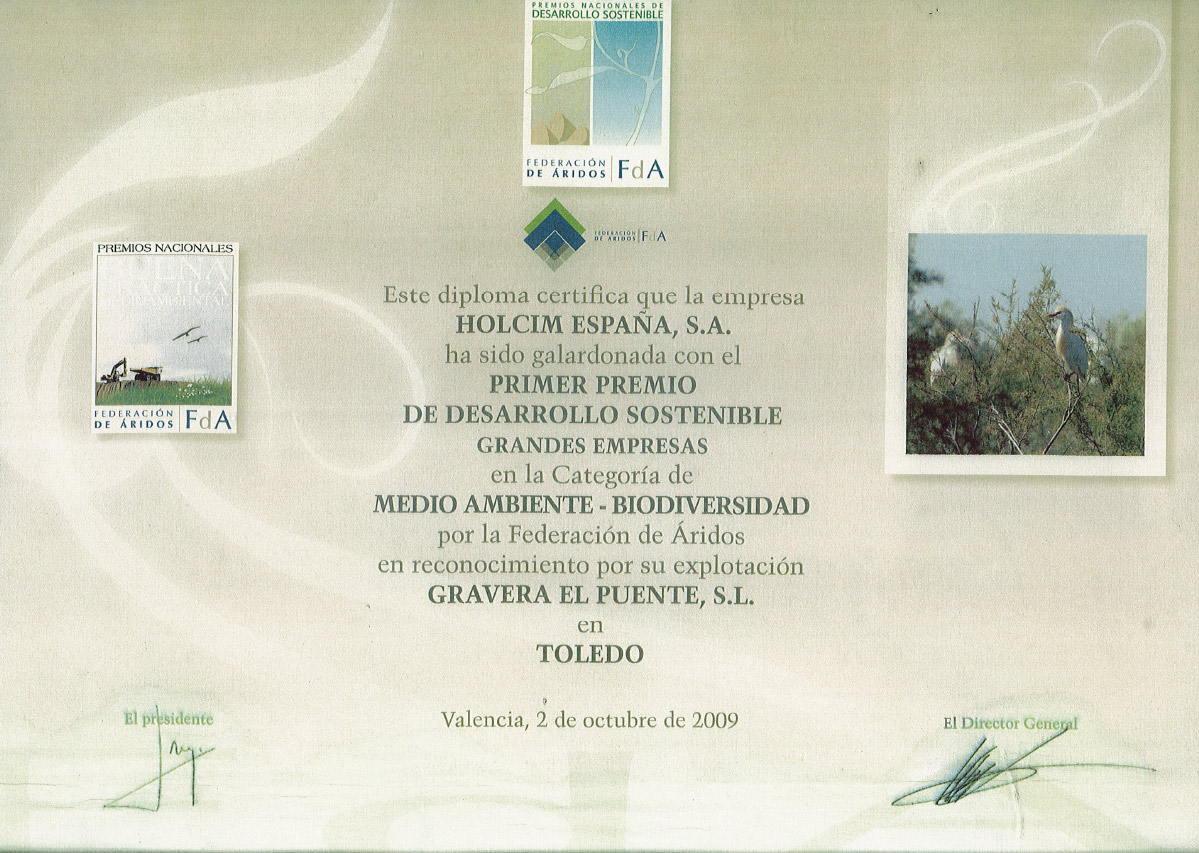 PREMIOS NACIONALES DE
DESARROLLO SOSTENIBLE
FEDERACIÓN
DE ÁRIDOS FdA
FEDERACIÓN
DE ÁRIDOS FdA
PREMIOS NACIONALES
BUENA
PRÁCTICA
MEDIOAMBIENTAL
FEDERACIÓN
DE ÁRIDOS FdA
Este diploma certifica que la empresa
HOLCIM ESPAÑA, S.A.
ha sido galardonada con el
PRIMER PREMIO
DE DESARROLLO SOSTENIBLE
GRANDES EMPRESAS
en la Categoría de
MEDIO AMBIENTE - BIODIVERSIDAD
por la Federación de Áridos
en reconocimiento por su explotación
GRAVERA EL PUENTE, S.L.
en
TOLEDO
El presidente
Valencia, 2 de octubre de 2009
El Director General